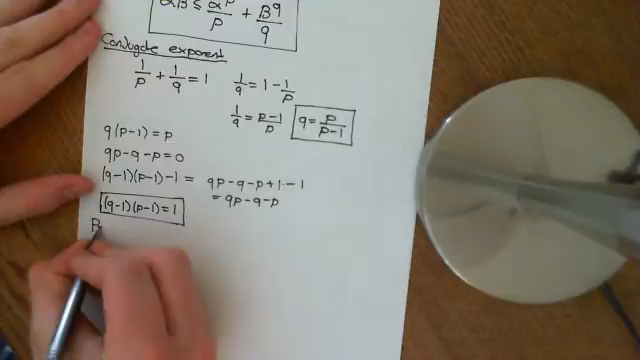 αβ ≤ α^p/p + β^q/q
Conjugate exponent
1/p + 1/q = 1
1/q = 1 - 1/p
1/q = (p-1)/p
q = p/(p-1)
q(p-1) = p
qp-q-p=0
(q-1)(p-1)-1 = qp-q-p+1-1
= qp-q-p
(q-1)(p-1)=1